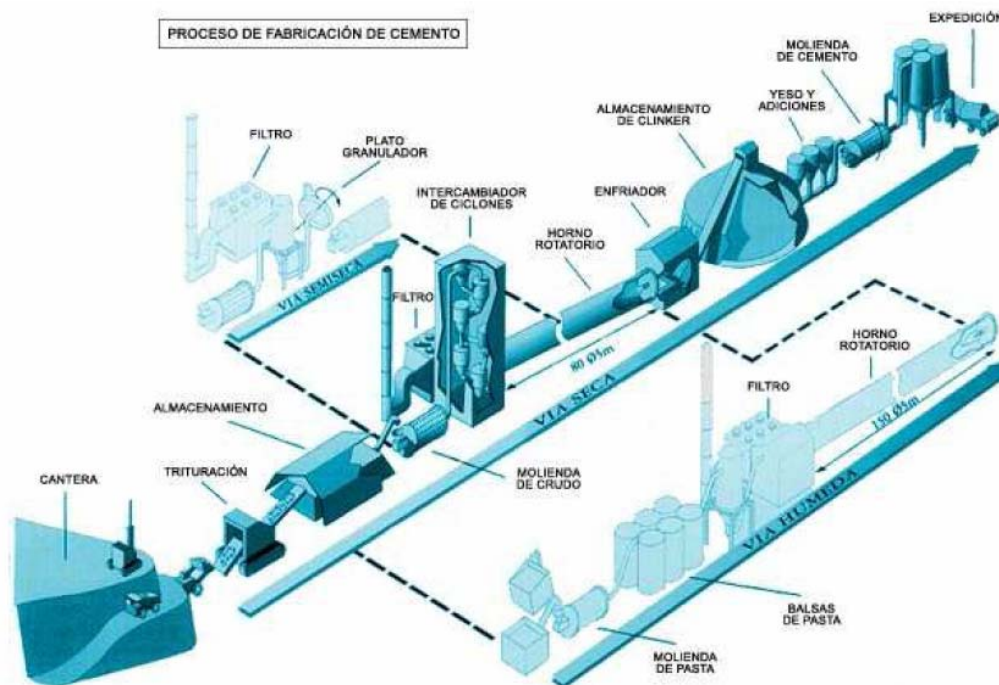 PROCESO DE FABRICACIÓN DE CEMENTO
EXPEDICIÓN
MOLIENDA
DE CEMENTO
YESO Y
ADICIONES
ALMACENAMIENTO
DE CLINKER
FILTRO
PLATO
GRANULADOR
INTERCAMBIADOR
DE CICLONES
ENFRIADOR
HORNO
ROTATORIO
VIA SEMISECA
FILTRO
80 Ø5m
VIA SECA
HORNO
ROTATORIO
FILTRO
150 Ø5m
VIA HUMEDA
ALMACENAMIENTO
TRITURACIÓN
CANTERA
MOLIENDA
DE CRUDO
BALSAS
DE PASTA
MOLIENDA
DE PASTA